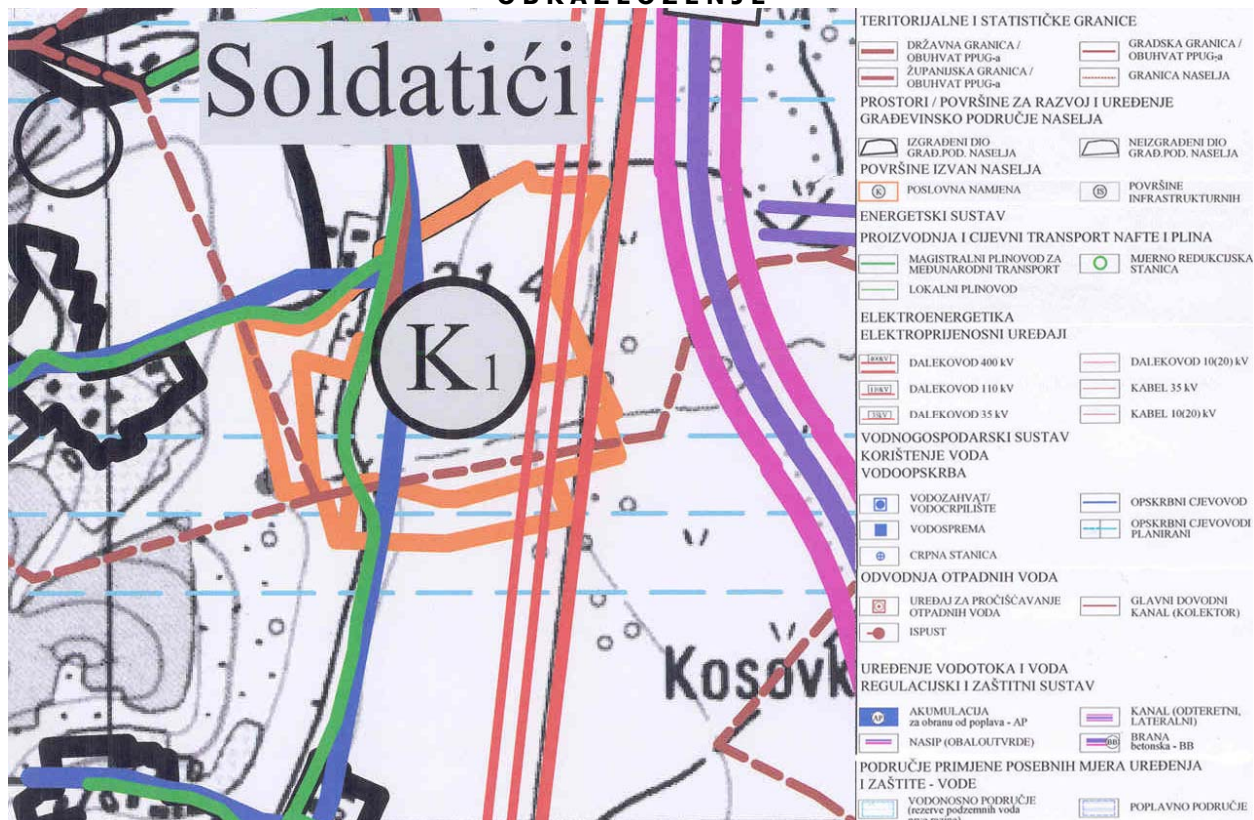 OBRAZLOŽENJE
Soldatići
214
K1
Kosovk
TERITORIJALNE I STATISTIČKE GRANICE
DRŽAVNA GRANICA /
OBUHVAT PPUG-a
GRADSKA GRANICA /
OBUHVAT PPUG-a
ŽUPANIJSKA GRANICA /
OBUHVAT PPUG-a
GRANICA NASELJA
PROSTORI / POVRŠINE ZA RAZVOJ I UREĐENJE
GRAĐEVINSKO PODRUČJE NASELJA
IZGRAĐENI DIO
GRAĐ.POD. NASELJA
NEIZGRAĐENI DIO
GRAĐ.POD. NASELJA
POVRŠINE IZVAN NASELJA
K
POSLOVNA NAMJENA
IS
POVRŠINE
INFRASTRUKTURNIH
ENERGETSKI SUSTAV
PROIZVODNJA I CIJEVNI TRANSPORT NAFTE I PLINA
MAGISTRALNI PLINOVOD ZA
MEĐUNARODNI TRANSPORT
MJERNO REDUKCIJSKA
STANICA
LOKALNI PLINOVOD
ELEKTROENERGETIKA
ELEKTROPRIJENOSNI UREĐAJI
DALEKOVOD 400 kV
DALEKOVOD 10(20) kV
DALEKOVOD 110 kV
KABEL 35 kV
DALEKOVOD 35 kV
KABEL 10(20) kV
VODNOGOSPODARSKI SUSTAV
KORIŠTENJE VODA
VODOOPSKRBA
VODOZAHVAT/
VODOCRPILIŠTE
OPSKRBNI CJEVOVOD
VODOSPREMA
OPSKRBNI CJEVOVODI
PLANIRANI
CRPNA STANICA
ODVODNJA OTPADNIH VODA
UREĐAJ ZA PROČIŠĆAVANJE
OTPADNIH VODA
GLAVNI DOVODNI
KANAL (KOLEKTOR)
ISPUST
UREĐENJE VODOTOKA I VODA
REGULACIJSKI I ZAŠTITNI SUSTAV
AP
AKUMULACIJA
za obranu od poplava - AP
KANAL (ODTERETNI,
LATERALNI)
NASIP (OBALOUTVRDE)
BB
BRANA
betonska - BB
PODRUČJE PRIMJENE POSEBNIH MJERA UREĐENJA
I ZAŠTITE - VODE
VODONOSNO PODRUČJE
(rezerve podzemnih voda
POPLAVNO PODRUČJE